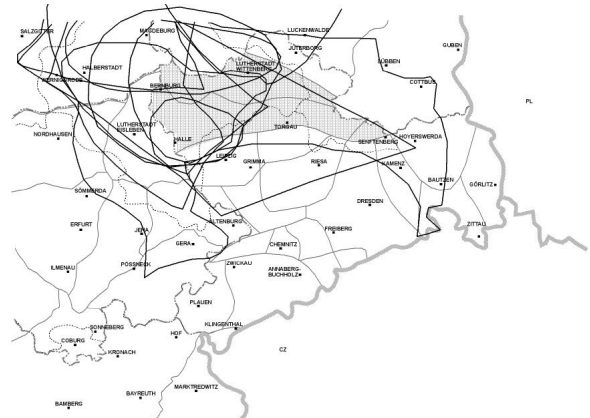 SALZGITTER
MAGDEBURG
LUCKENWALDE
JÜTERBORG
GUBEN
LÜBBEN
COTTBUS
PL
HALBERSTADT
WERNIGERODE
LUTHERSTADT
WITTENBERG
BERNBURG
LUTHERSTADT
EISLEBEN
NORDHAUSEN
HALLE
TORGAU
SENFTENBERG
HOYERSWERDA
LEIPZIG
GRIMMA
RIESA
KAMENZ
BAUTZEN
GÖRLITZ
SÖMMERDA
DRESDEN
ERFURT
JENA
ALTENBURG
FREIBERG
ZITTAU
GERA
CHEMNITZ
ILMENAU
PÖSSNECK
ZWICKAU
ANNABERG-
BUCHHOLZ
PLAUEN
SONNEBERG
COBURG
HOF
KLINGENTHAL
KRONACH
CZ
BAYREUTH
MARKTREDWITZ
BAMBERG